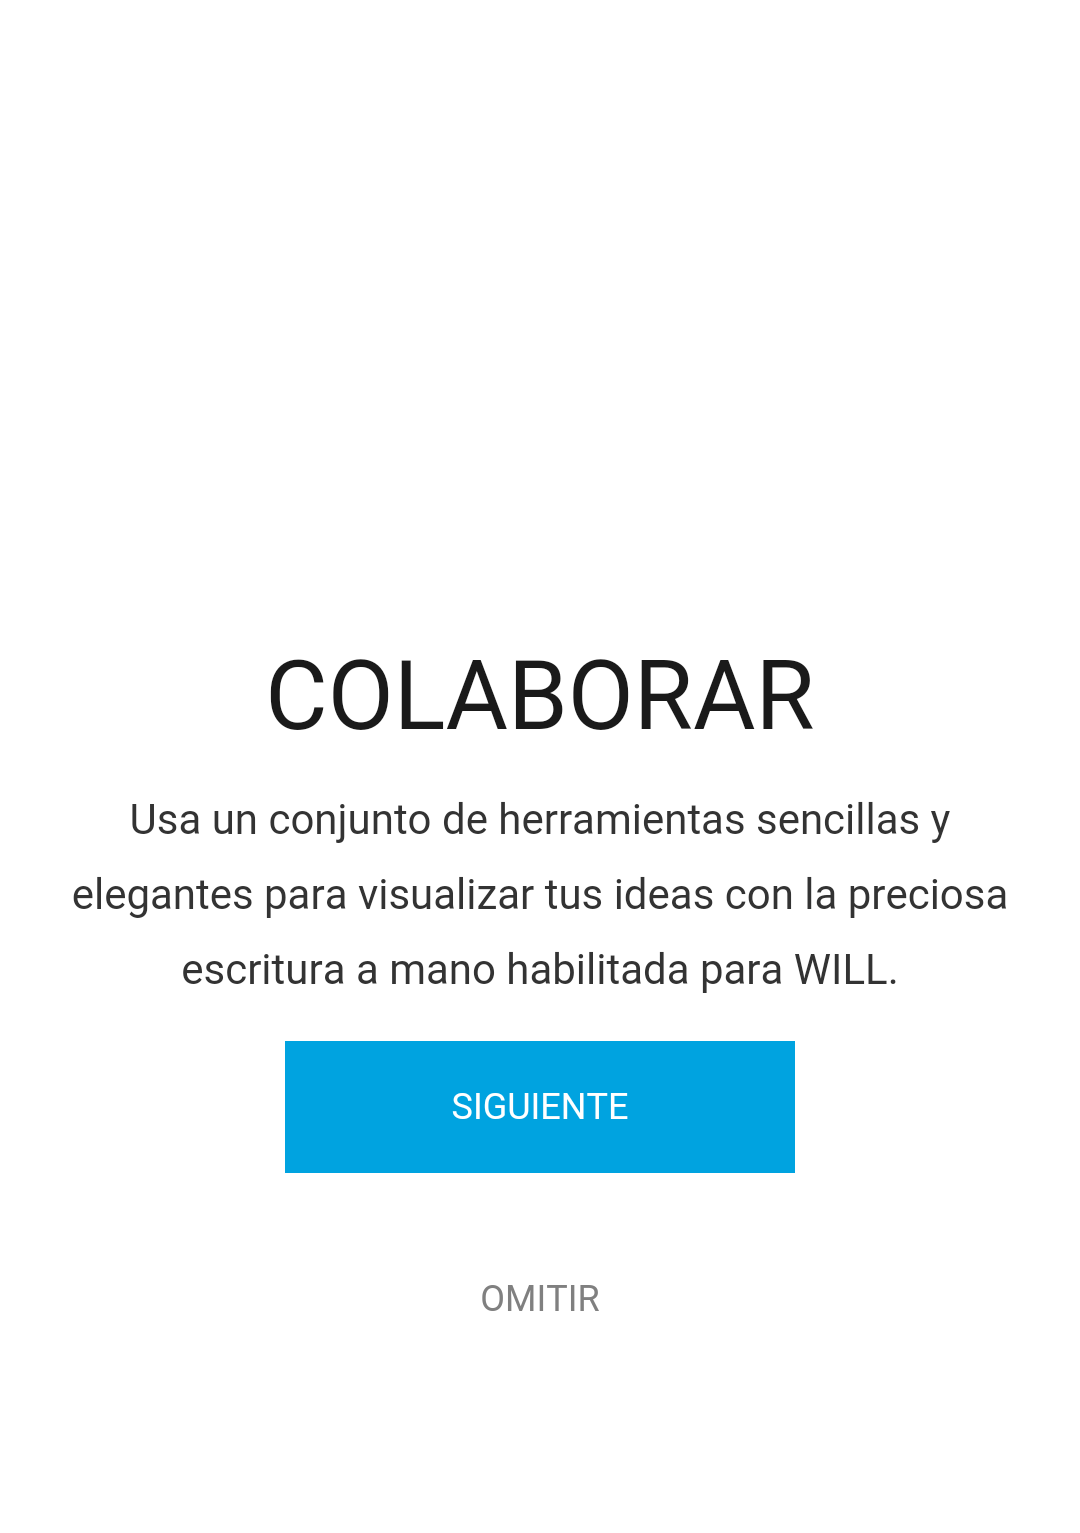 COLABORAR
Usa un conjunto de herramientas sencillas y
elegantes para visualizar tus ideas con la preciosa
escritura a mano habilitada para WILL.
SIGUIENTE
OMITIR